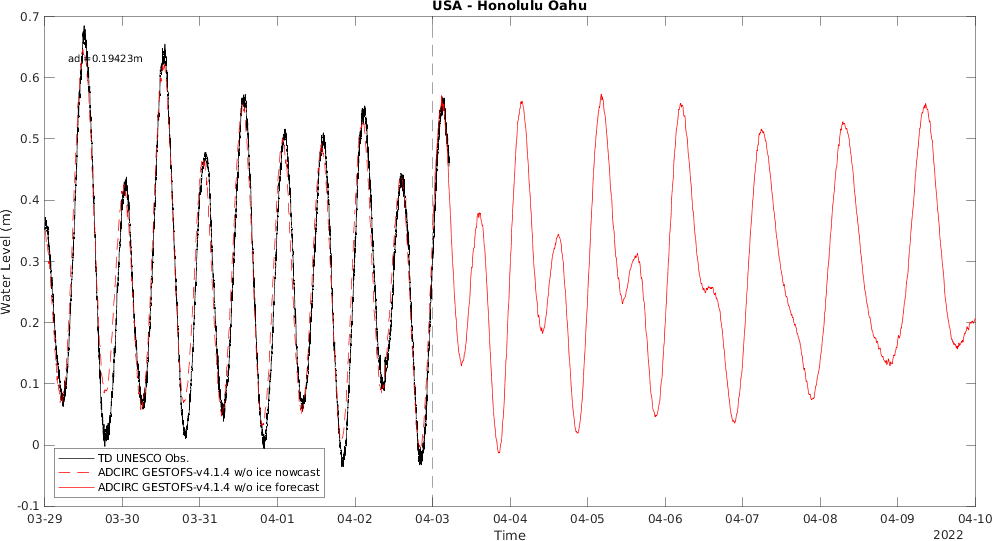 USA - Honolulu Oahu
0.7
0.6
0.5
0.4
0.3
0.2
0.1
0
-0.1
Water Level (m)
adj=0.19423m
TD UNESCO Obs.
ADCIRC GESTOFS-v4.1.4 w/o ice nowcast
ADCIRC GESTOFS-v4.1.4 w/o ice forecast
03-29 03-30 03-31 04-01 04-02 04-03 04-04 04-05 04-06 04-07 04-08 04-09 04-10
Time
2022